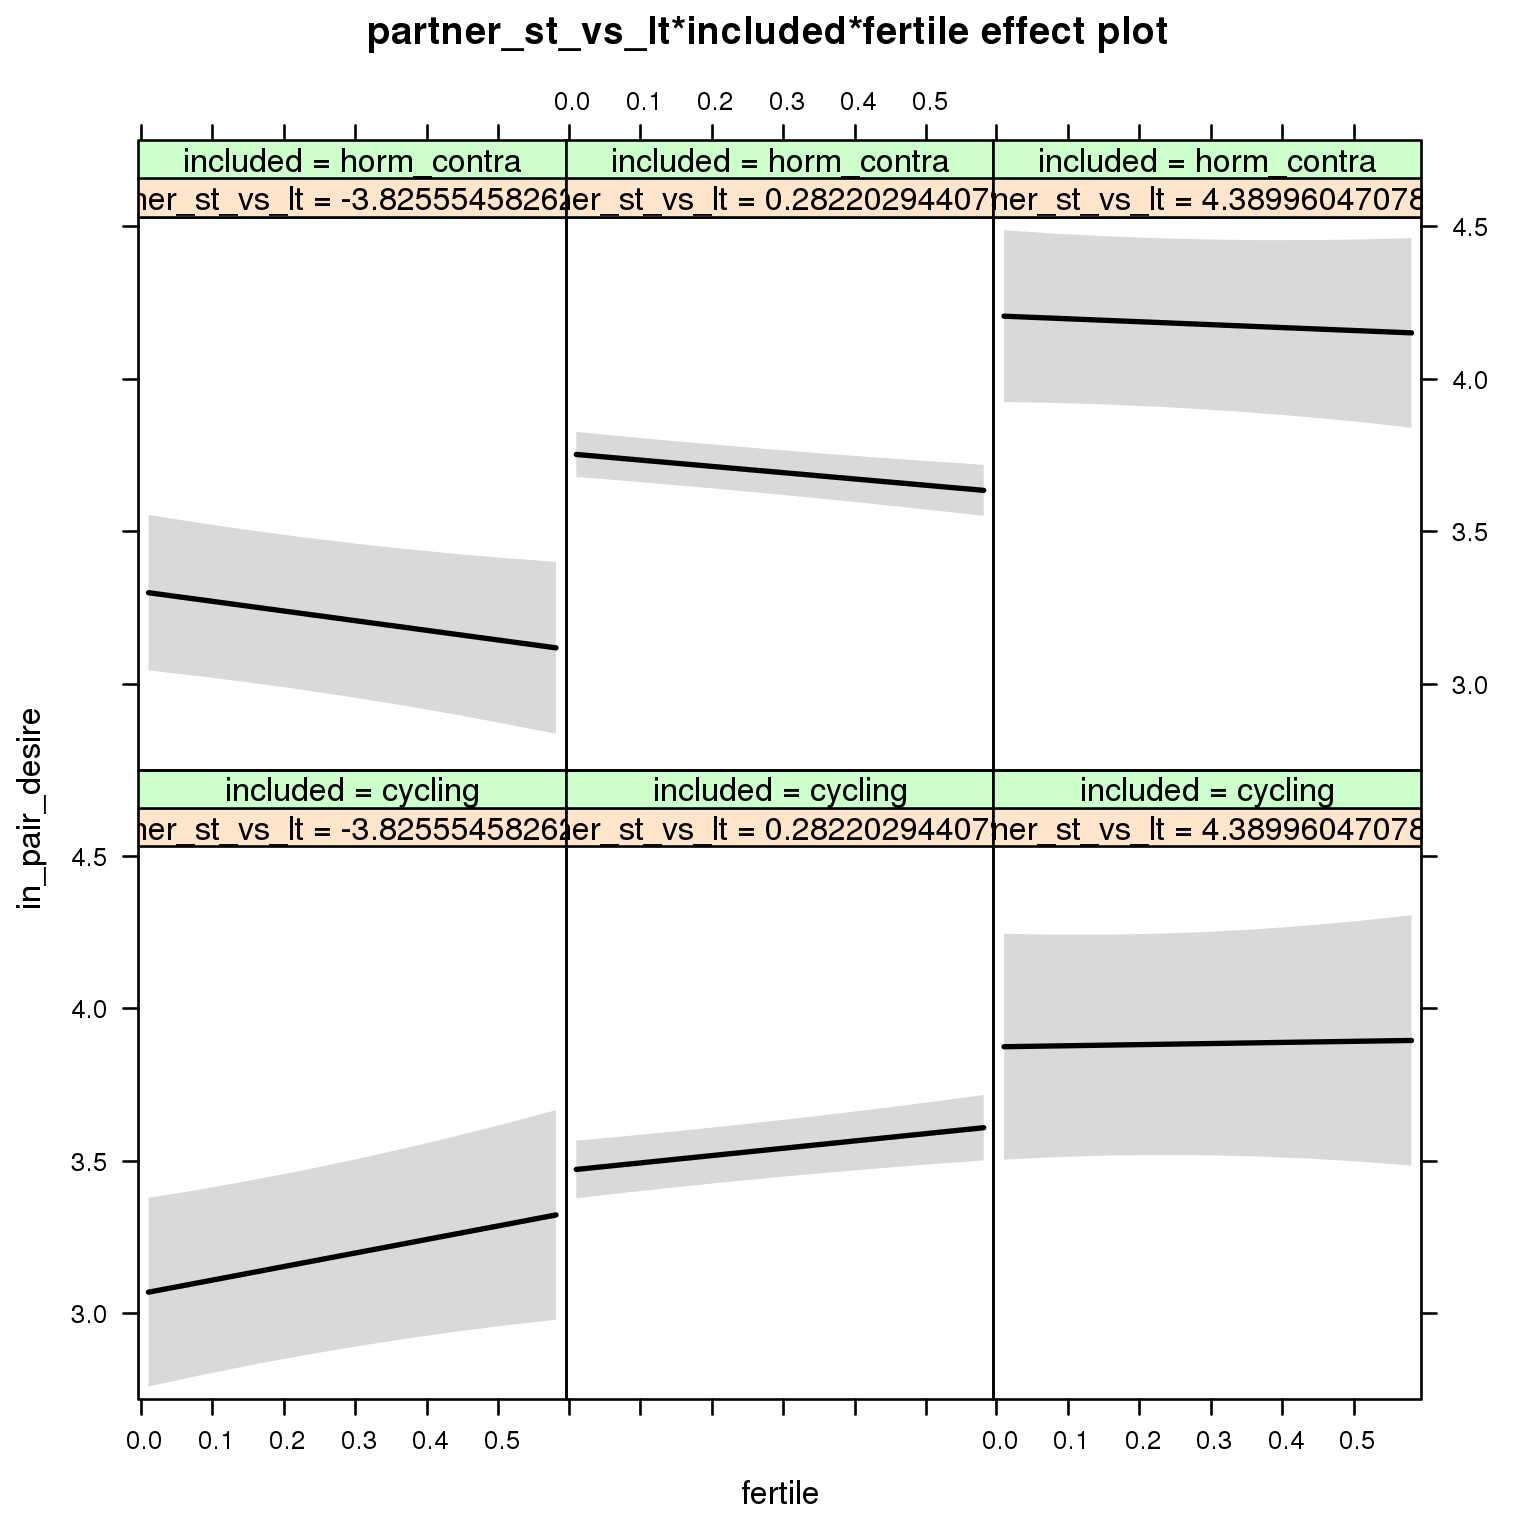 partner_st_vs_lt*included*fertile effect plot
0.0 0.1 0.2 0.3 0.4 0.5
included = horm_contra included = horm_contra included = horm_contra
ner_st_vs_lt = -3.82555458262 er_st_vs_lt = 0.28220294407 ner_st_vs_lt = 4.38996047078
4.5
4.0
3.5
3.0
in_pair_desire
included = cycling included = cycling included = cycling
ner_st_vs_lt = -3.82555458262 er_st_vs_lt = 0.28220294407 ner_st_vs_lt = 4.38996047078
4.5
4.0
3.5
3.0
0.0 0.1 0.2 0.3 0.4 0.5 0.0 0.1 0.2 0.3 0.4 0.5
fertile